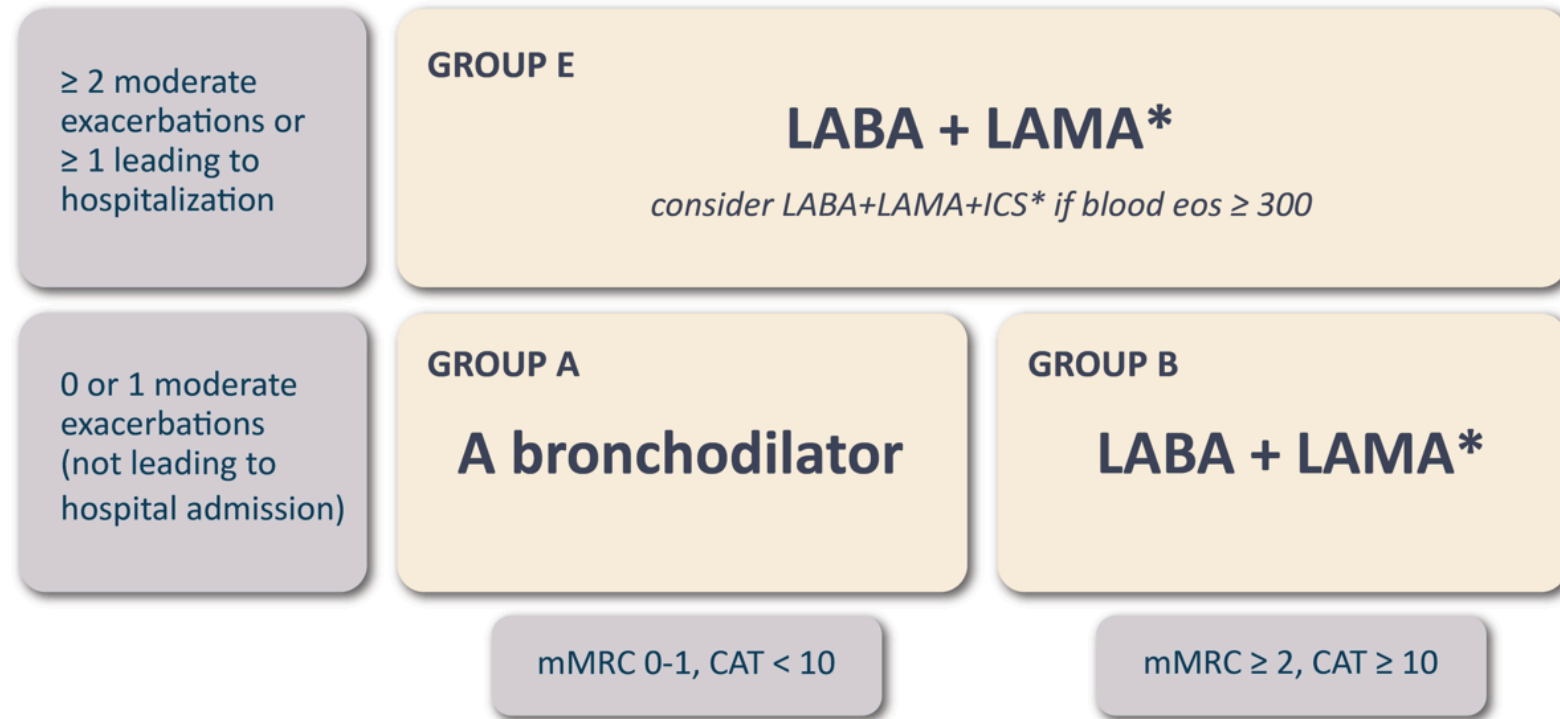 ≥ 2 moderate
exacerbations or
≥ 1 leading to
hospitalization
GROUP E
LABA + LAMA*
consider LABA+LAMA+ICS* if blood eos ≥ 300
0 or 1 moderate
exacerbations
(not leading to
hospital admission)
GROUP A
A bronchodilator
GROUP B
LABA + LAMA*
mMRC 0-1, CAT < 10
mMRC ≥ 2, CAT ≥ 10